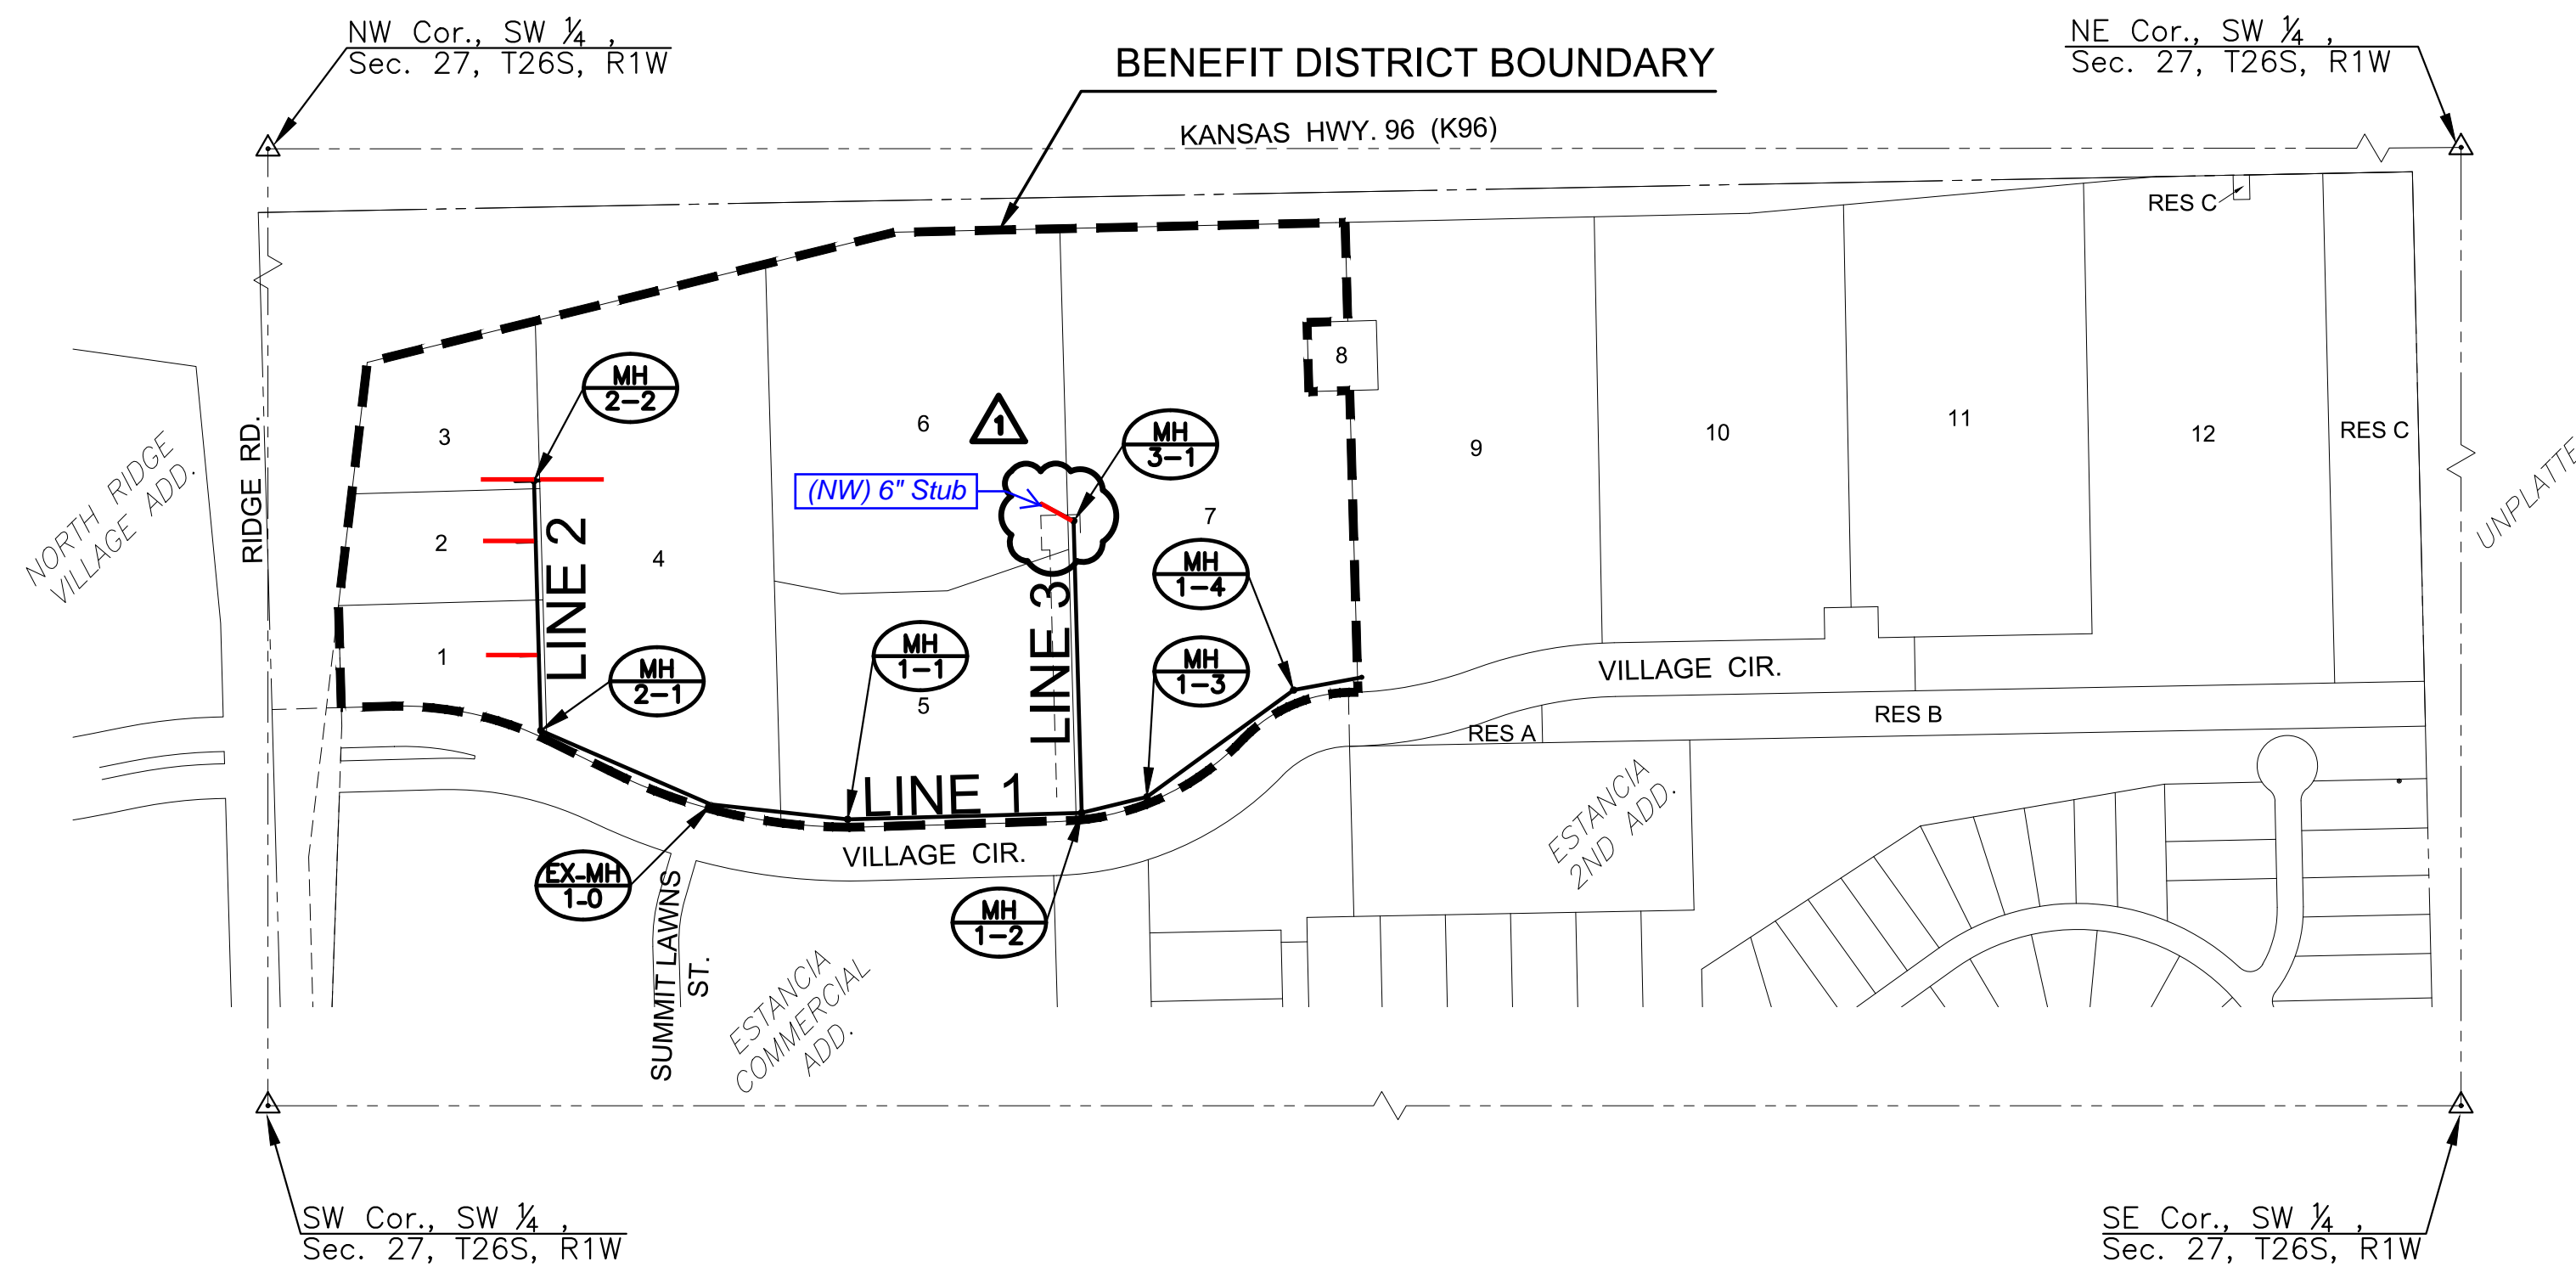 NW Cor., SW ¼ ,
Sec. 27, T26S, R1W
NE Cor., SW ¼ ,
Sec. 27, T26S, R1W
BENEFIT DISTRICT BOUNDARY
KANSAS HWY. 96 (K96)
RES C
8
MH
2-2
3
6
1
MH
3-1
9
10
11
12
RES C
RIDGE RD.
NORTH RIDGE
VILLAGE ADD.
UNPLATTE
(NW) 6" Stub
7
2
4
LINE 2
MH
1-4
LINE 3
1
MH
2-1
MH
1-1
5
MH
1-3
VILLAGE CIR.
RES A
RES B
LINE 1
VILLAGE CIR.
EX-MH
1-0
MH
1-2
ESTANCIA
2ND ADD.
SUMMIT LAWNS
ST.
ESTANCIA
COMMERCIAL
ADD.
SW Cor., SW ¼ ,
Sec. 27, T26S, R1W
SE Cor., SW ¼ ,
Sec. 27, T26S, R1W